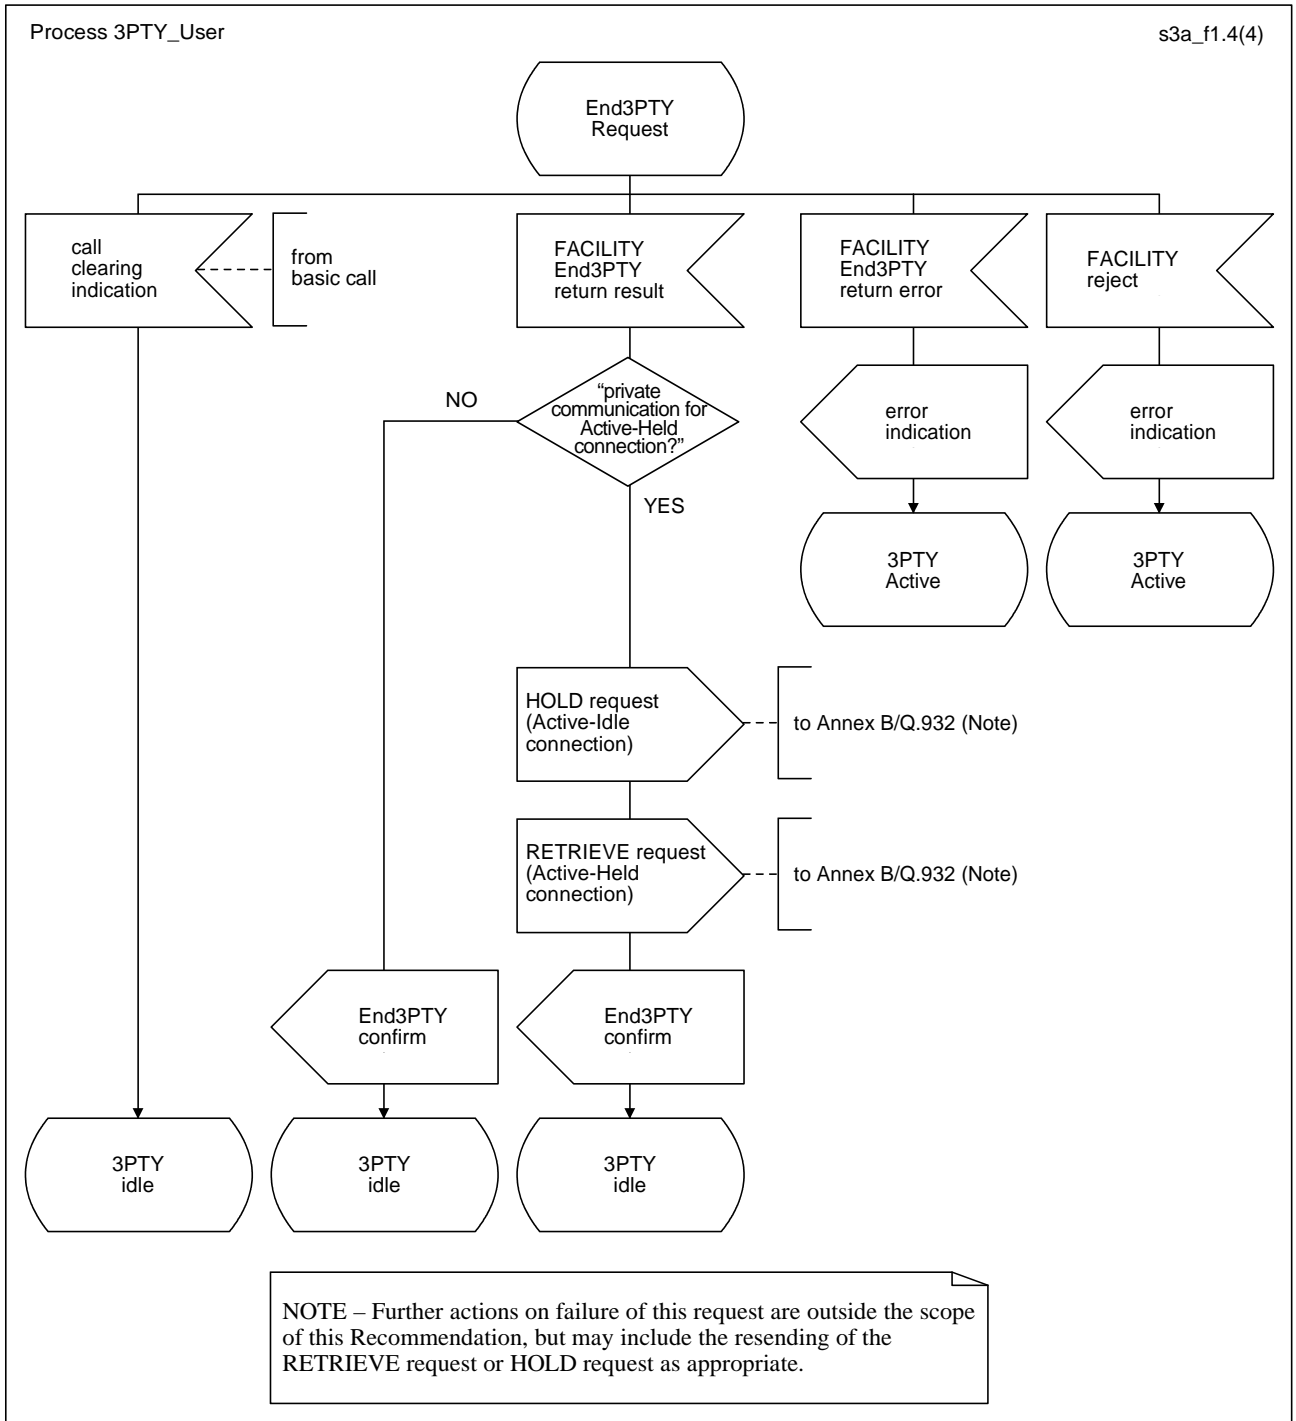 Process 3PTY_User
s3a_f1.4(4)
End3PTY
Request
call
clearing
indication
from
basic call
FACILITY
End3PTY
return result
FACILITY
End3PTY
return error
FACILITY
reject
NO
“private
communication for
Active-Held
connection?”
YES
error
indication
error
indication
3PTY
Active
3PTY
Active
HOLD request
(Active-Idle
connection)
to Annex B/Q.932 (Note)
RETRIEVE request
(Active-Held
connection)
to Annex B/Q.932 (Note)
End3PTY
confirm
End3PTY
confirm
3PTY
idle
3PTY
idle
3PTY
idle
NOTE – Further actions on failure of this request are outside the scope
of this Recommendation, but may include the resending of the
RETRIEVE request or HOLD request as appropriate.